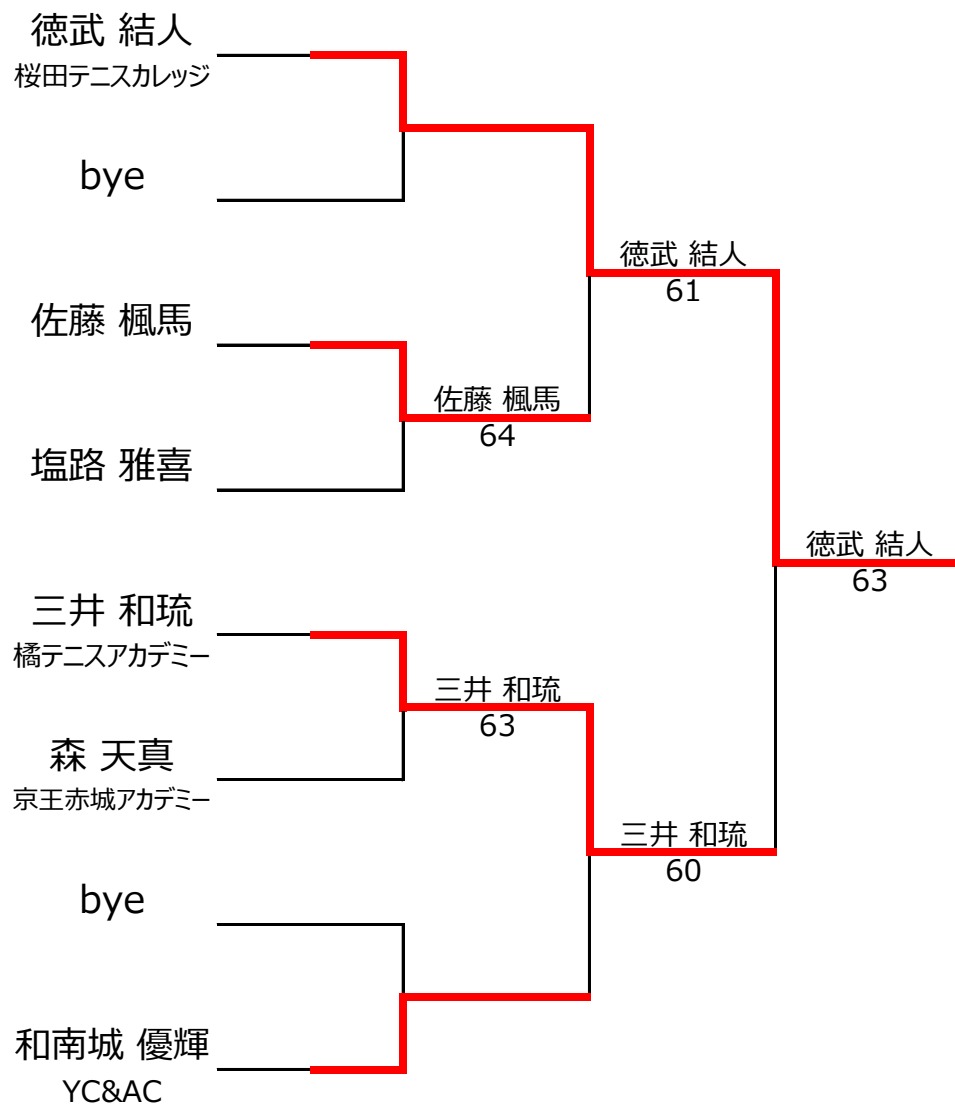 徳武 結人
桜田テニスカレッジ
bye
徳武 結人
61
佐藤 楓馬
佐藤 楓馬
64
塩路 雅喜
徳武 結人
63
三井 和琉
橘テニスアカデミー
三井 和琉
63
森 天真
京王赤城アカデミー
三井 和琉
60
bye
和南城 優輝
YC&AC